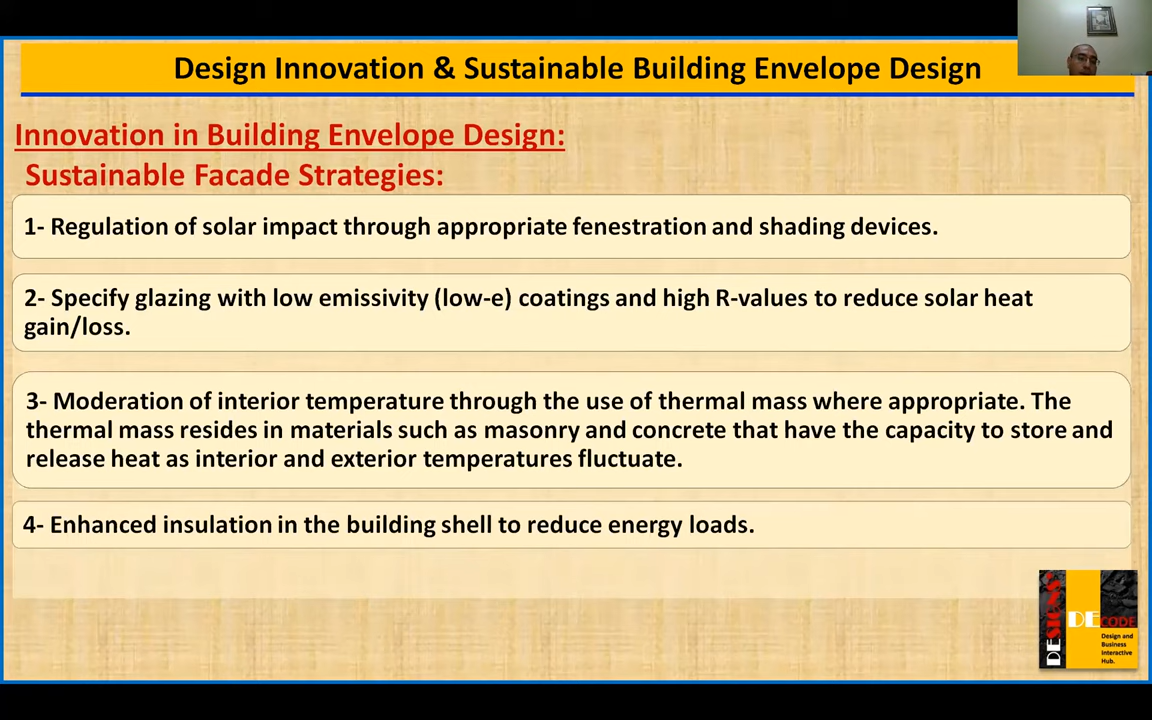 Design Innovation & Sustainable Building Envelope Design
Innovation in Building Envelope Design:
Sustainable Facade Strategies:
1- Regulation of solar impact through appropriate fenestration and shading devices.
2- Specify glazing with low emissivity (low-e) coatings and high R-values to reduce solar heat
gain/loss.
3- Moderation of interior temperature through the use of thermal mass where appropriate. The
thermal mass resides in materials such as masonry and concrete that have the capacity to store and
release heat as interior and exterior temperatures fluctuate.
4- Enhanced insulation in the building shell to reduce energy loads.
DESIGNS
DECODE
Design and
Business
Interactive
Hub.